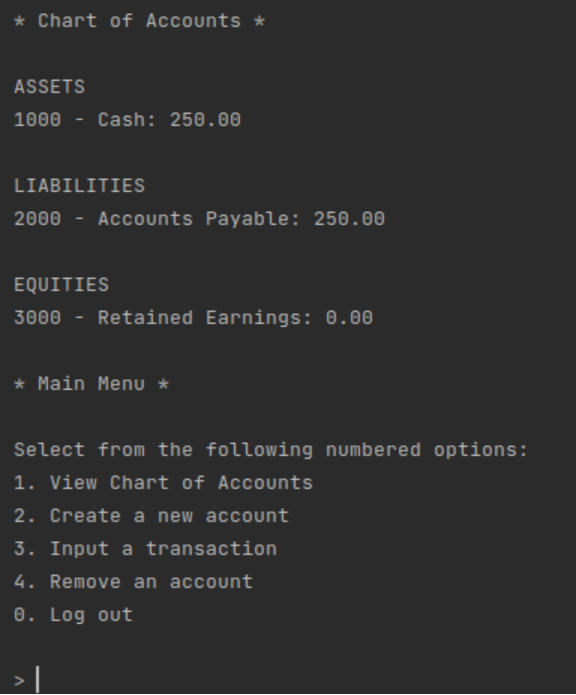 * Chart of Accounts *
ASSETS
1000 - Cash: 250.00
LIABILITIES
2000 - Accounts Payable: 250.00
EQUITIES
3000 - Retained Earnings: 0.00
* Main Menu *
Select from the following numbered options:
1. View Chart of Accounts
2. Create a new account
3. Input a transaction
4. Remove an account
0. Log out
>